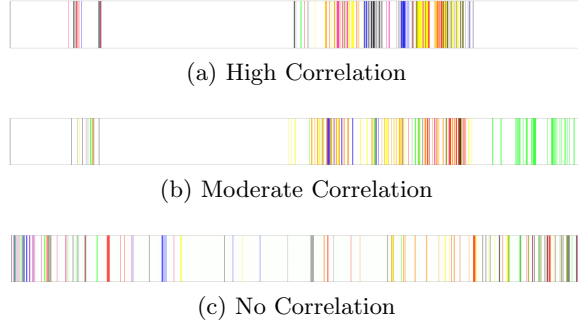 (a) High Correlation
(b) Moderate Correlation
(c) No Correlation